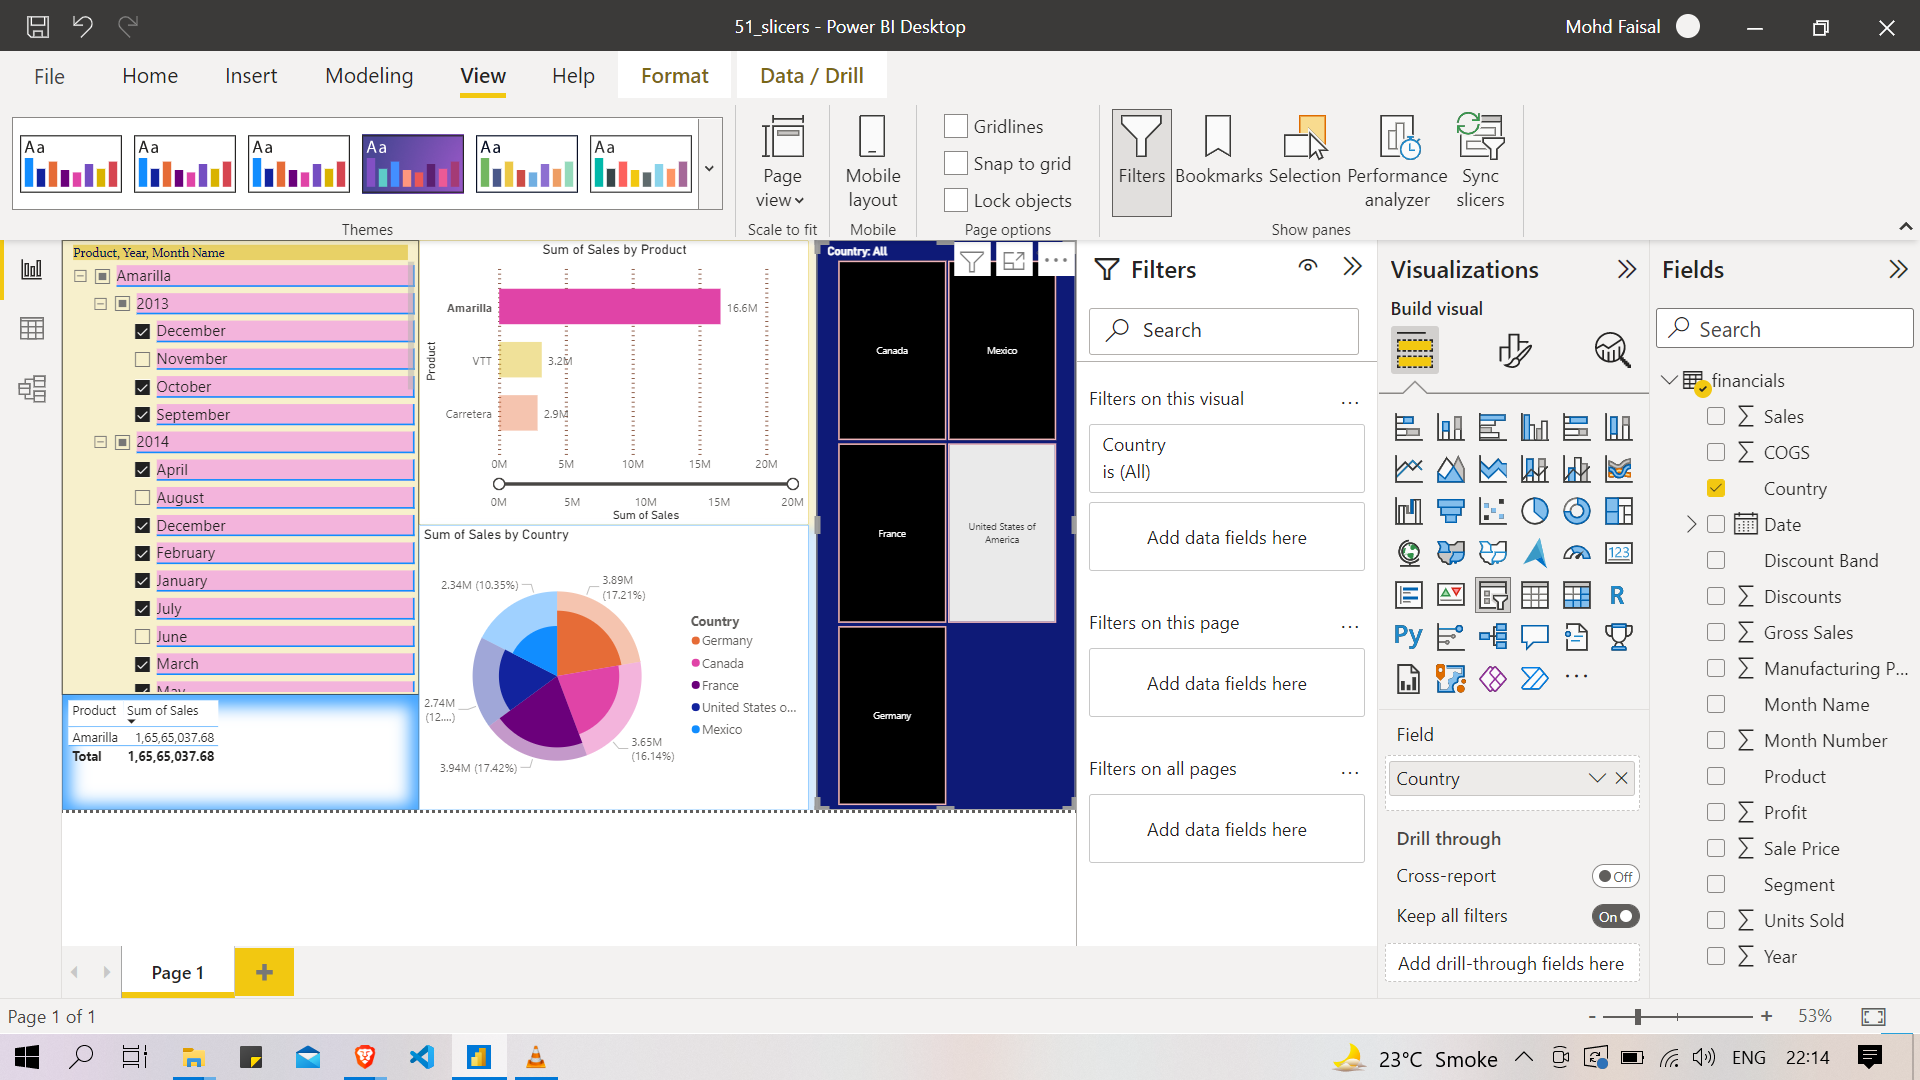 51_slicers - Power BI Desktop
Mohd Faisal
File
Home
Insert
Modeling
View
Help
Format
Data / Drill
Aa
Aa
Aa
Aa
Aa
Aa
Themes
Page
view
Scale to fit
Mobile
layout
Mobile
Gridlines
Snap to grid
Lock objects
Page options
Filters
Bookmarks
Selection
Performance
analyzer
Sync
slicers
Show panes
Product, Year, Month Name
Amarilla
2013
December
November
October
September
2014
April
August
December
February
January
July
June
March
May
Product Sum of Sales
Amarilla 1,65,65,037.68
Total 1,65,65,037.68
Sum of Sales by Product
Product
Amarilla 16.6M
VTT 3.2M
Carretera 2.9M
0M 5M 10M 15M 20M
0M 5M 10M 15M 20M
Sum of Sales
Sum of Sales by Country
2.34M (10.35%)
3.89M
(17.21%)
2.74M
(12....)
3.65M
(16.14%)
3.94M (17.42%)
Country
Germany
Canada
France
United States o...
Mexico
Country: All
Canada
Mexico
France
United States of
America
Germany
Filters
Search
Filters on this visual
...
Country
is (All)
Add data fields here
Filters on this page
...
Add data fields here
Filters on all pages
...
Add data fields here
Visualizations
Build visual
123
R
Py
...
Field
Country
Drill through
Cross-report
Off
Keep all filters
On
Add drill-through fields here
Fields
Search
financials
Sales
COGS
Country
Date
Discount Band
Discounts
Gross Sales
Manufacturing P...
Month Name
Month Number
Product
Profit
Sale Price
Segment
Units Sold
Year
Page 1
Page 1 of 1
- + 53%
23°C Smoke
ENG
22:14